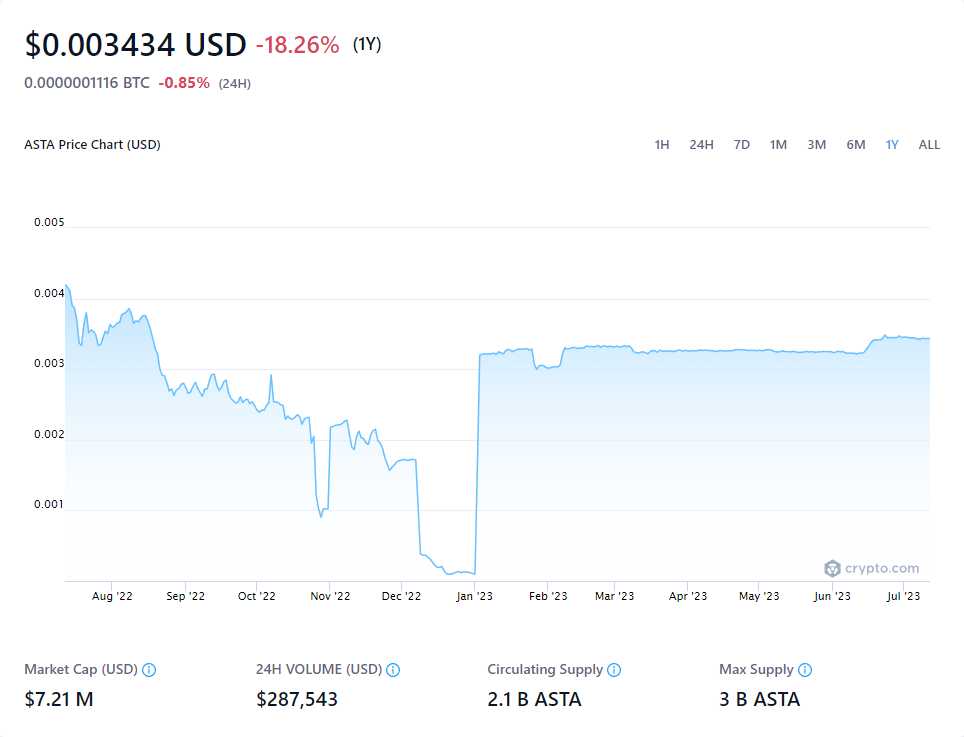 $0.003434 USD -18.26% (1Y)
0.0000001116 BTC -0.85% (24H)
ASTA Price Chart (USD) 1H 24H 7D 1M 3M 6M 1Y ALL
0.005
0.004
0.003
0.002
0.001
crypto.com
Aug '22 Sep '22 Oct '22 Nov '22 Dec '22 Jan '23 Feb '23 Mar '23 Apr '23 May '23 Jun '23 Jul '23
Market Cap (USD) 24H VOLUME (USD) Circulating Supply Max Supply
$7.21 M $287,543 2.1 B ASTA 3 B ASTA